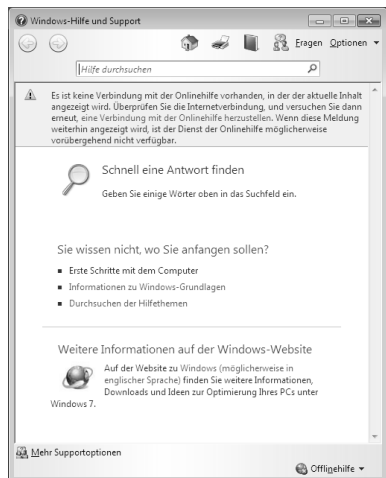 Windows-Hilfe und Support
Fragen Optionen
Hilfe durchsuchen
Es ist keine Verbindung mit der Onlinehilfe vorhanden, in der der aktuelle Inhalt
angezeigt wird. Überprüfen Sie die Internetverbindung, und versuchen Sie dann
erneut, eine Verbindung mit der Onlinehilfe herzustellen. Wenn diese Meldung
weiterhin angezeigt wird, ist der Dienst der Onlinehilfe möglicherweise
vorübergehend nicht verfügbar.
Schnell eine Antwort finden
Geben Sie einige Wörter oben in das Suchfeld ein.
Sie wissen nicht, wo Sie anfangen sollen?
Erste Schritte mit dem Computer
Informationen zu Windows-Grundlagen
Durchsuchen der Hilfethemen
Weitere Informationen auf der Windows-Website
Auf der Website zu Windows (möglicherweise in
englischer Sprache) finden Sie weitere Informationen,
Downloads und Ideen zur Optimierung Ihres PCs unter
Windows 7.
Mehr Supportoptionen
Offlinehilfe